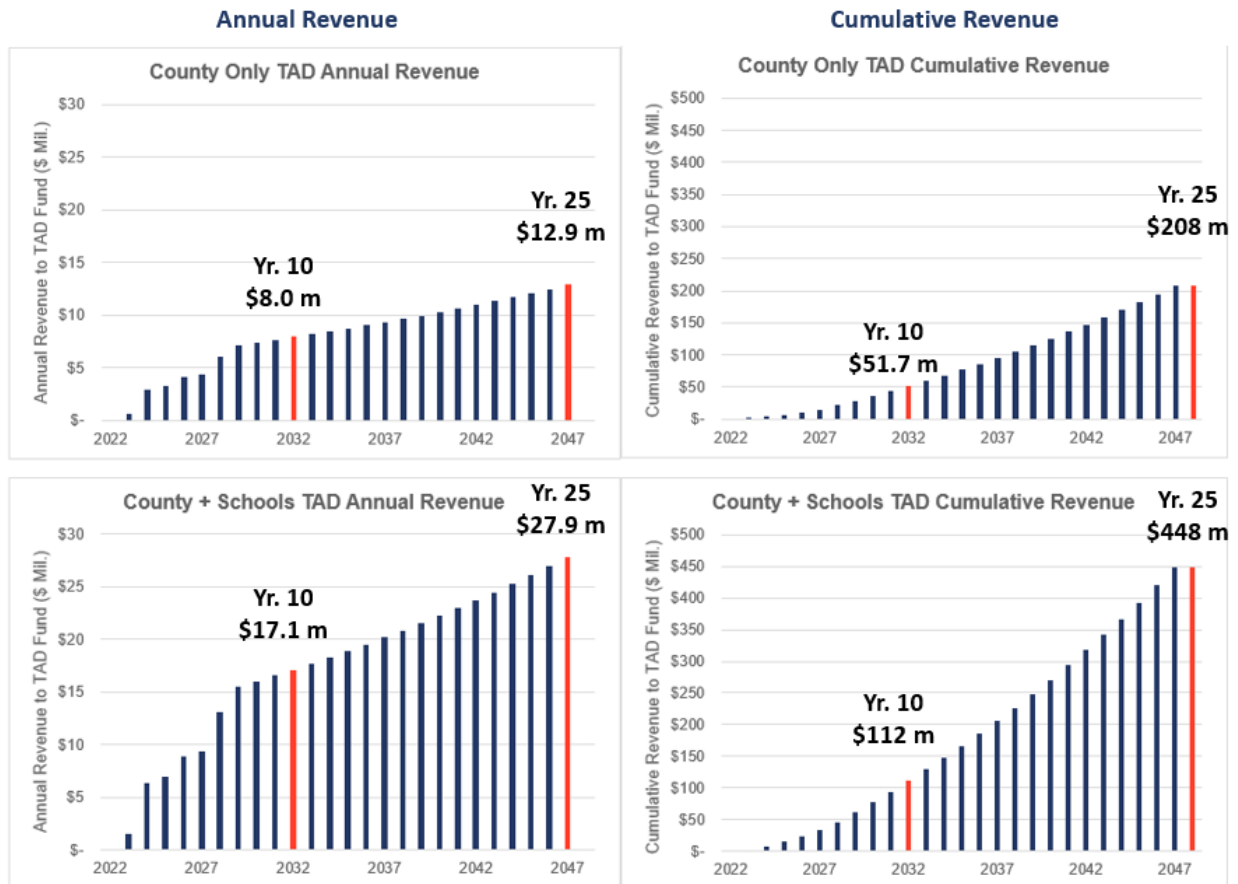 Annual Revenue
Cumulative Revenue
County Only TAD Annual Revenue
Annual Revenue to TAD Fund ($ Mil.)
$30
$25
$20
$15
$10
$5
$-
Yr. 10
$8.0 m
Yr. 25
$12.9 m
2022
2027
2032
2037
2042
2047
County Only TAD Cumulative Revenue
Cumulative Revenue to TAD Fund ($ Mil.)
$500
$450
$400
$350
$300
$250
$200
$150
$100
$50
$-
Yr. 10
$51.7 m
Yr. 25
$208 m
2022
2027
2032
2037
2042
2047
County + Schools TAD Annual Revenue
Annual Revenue to TAD Fund ($ Mil.)
$30
$25
$20
$15
$10
$5
$-
Yr. 10
$17.1 m
Yr. 25
$27.9 m
2022
2027
2032
2037
2042
2047
County + Schools TAD Cumulative Revenue
Cumulative Revenue to TAD Fund ($ Mil.)
$500
$450
$400
$350
$300
$250
$200
$150
$100
$50
$-
Yr. 10
$112 m
Yr. 25
$448 m
2022
2027
2032
2037
2042
2047